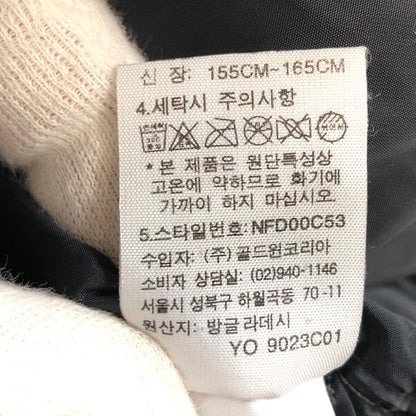 신 장: 155CM~165CM
4.세탁시 주의사항
* 본 제품은 원단특성상
고온에 약하므로 화기에
가까이 하지 마십시오.
5.스타일번호:NFD00C53
수입자: (주) 골드윈코리아
소비자 상담실: (02)940-1146
서울시 성북구 하월곡동 70-11
원산지: 방글라데시
YO 9023C01